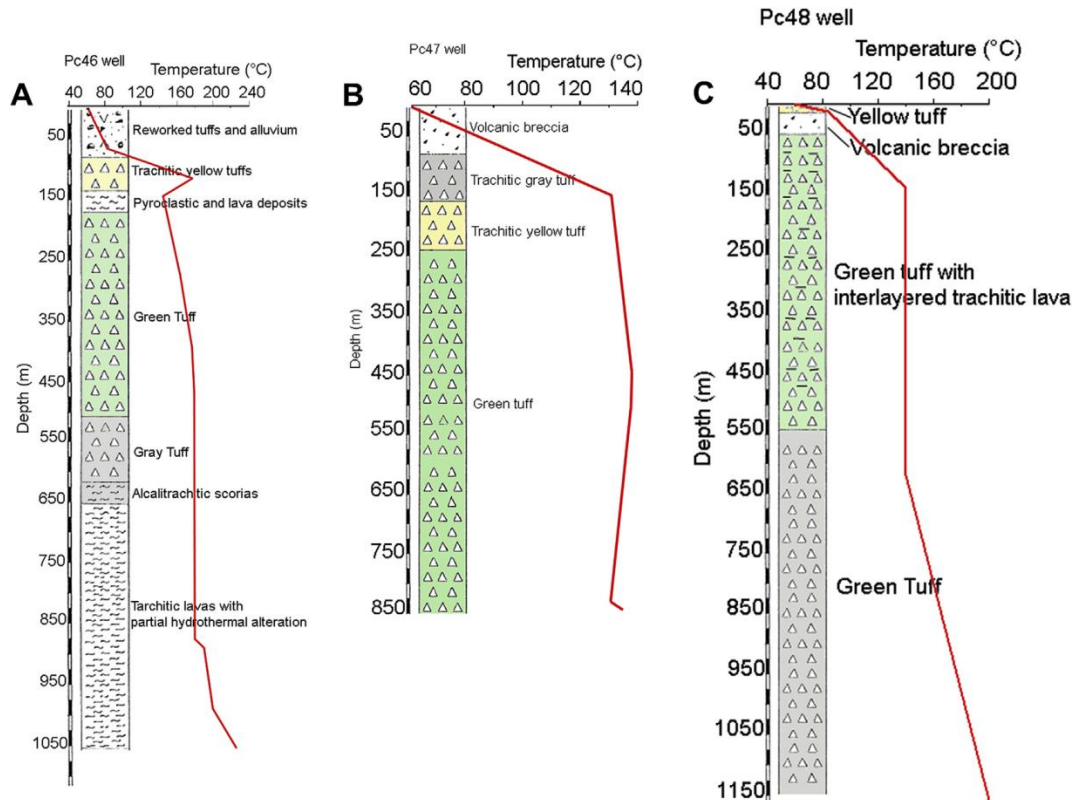 A
Pc46 well
Temperature (°C)
40 80 120 160 200 240
Depth (m)
50
150
250
350
450
550
650
750
850
950
1050
Reworked tuffs and alluvium
Trachitic yellow tuffs
Pyroclastic and lava deposits
Green Tuff
Gray Tuff
Alcalitrachitic scorias
Tarchitic lavas with
partial hydrothermal alteration
B
Pc47 well
Temperature (°C)
60 80 100 120 140
Depth (m)
50
150
250
350
450
550
650
750
850
Volcanic breccia
Trachitic gray tuff
Trachitic yellow tuff
Green tuff
C
Pc48 well
Temperature (°C)
40 80 120 160 200
Depth (m)
50
150
250
350
450
550
650
750
850
950
1050
1150
Yellow tuff
Volcanic breccia
Green tuff with
interlayered trachitic lava
Green Tuff